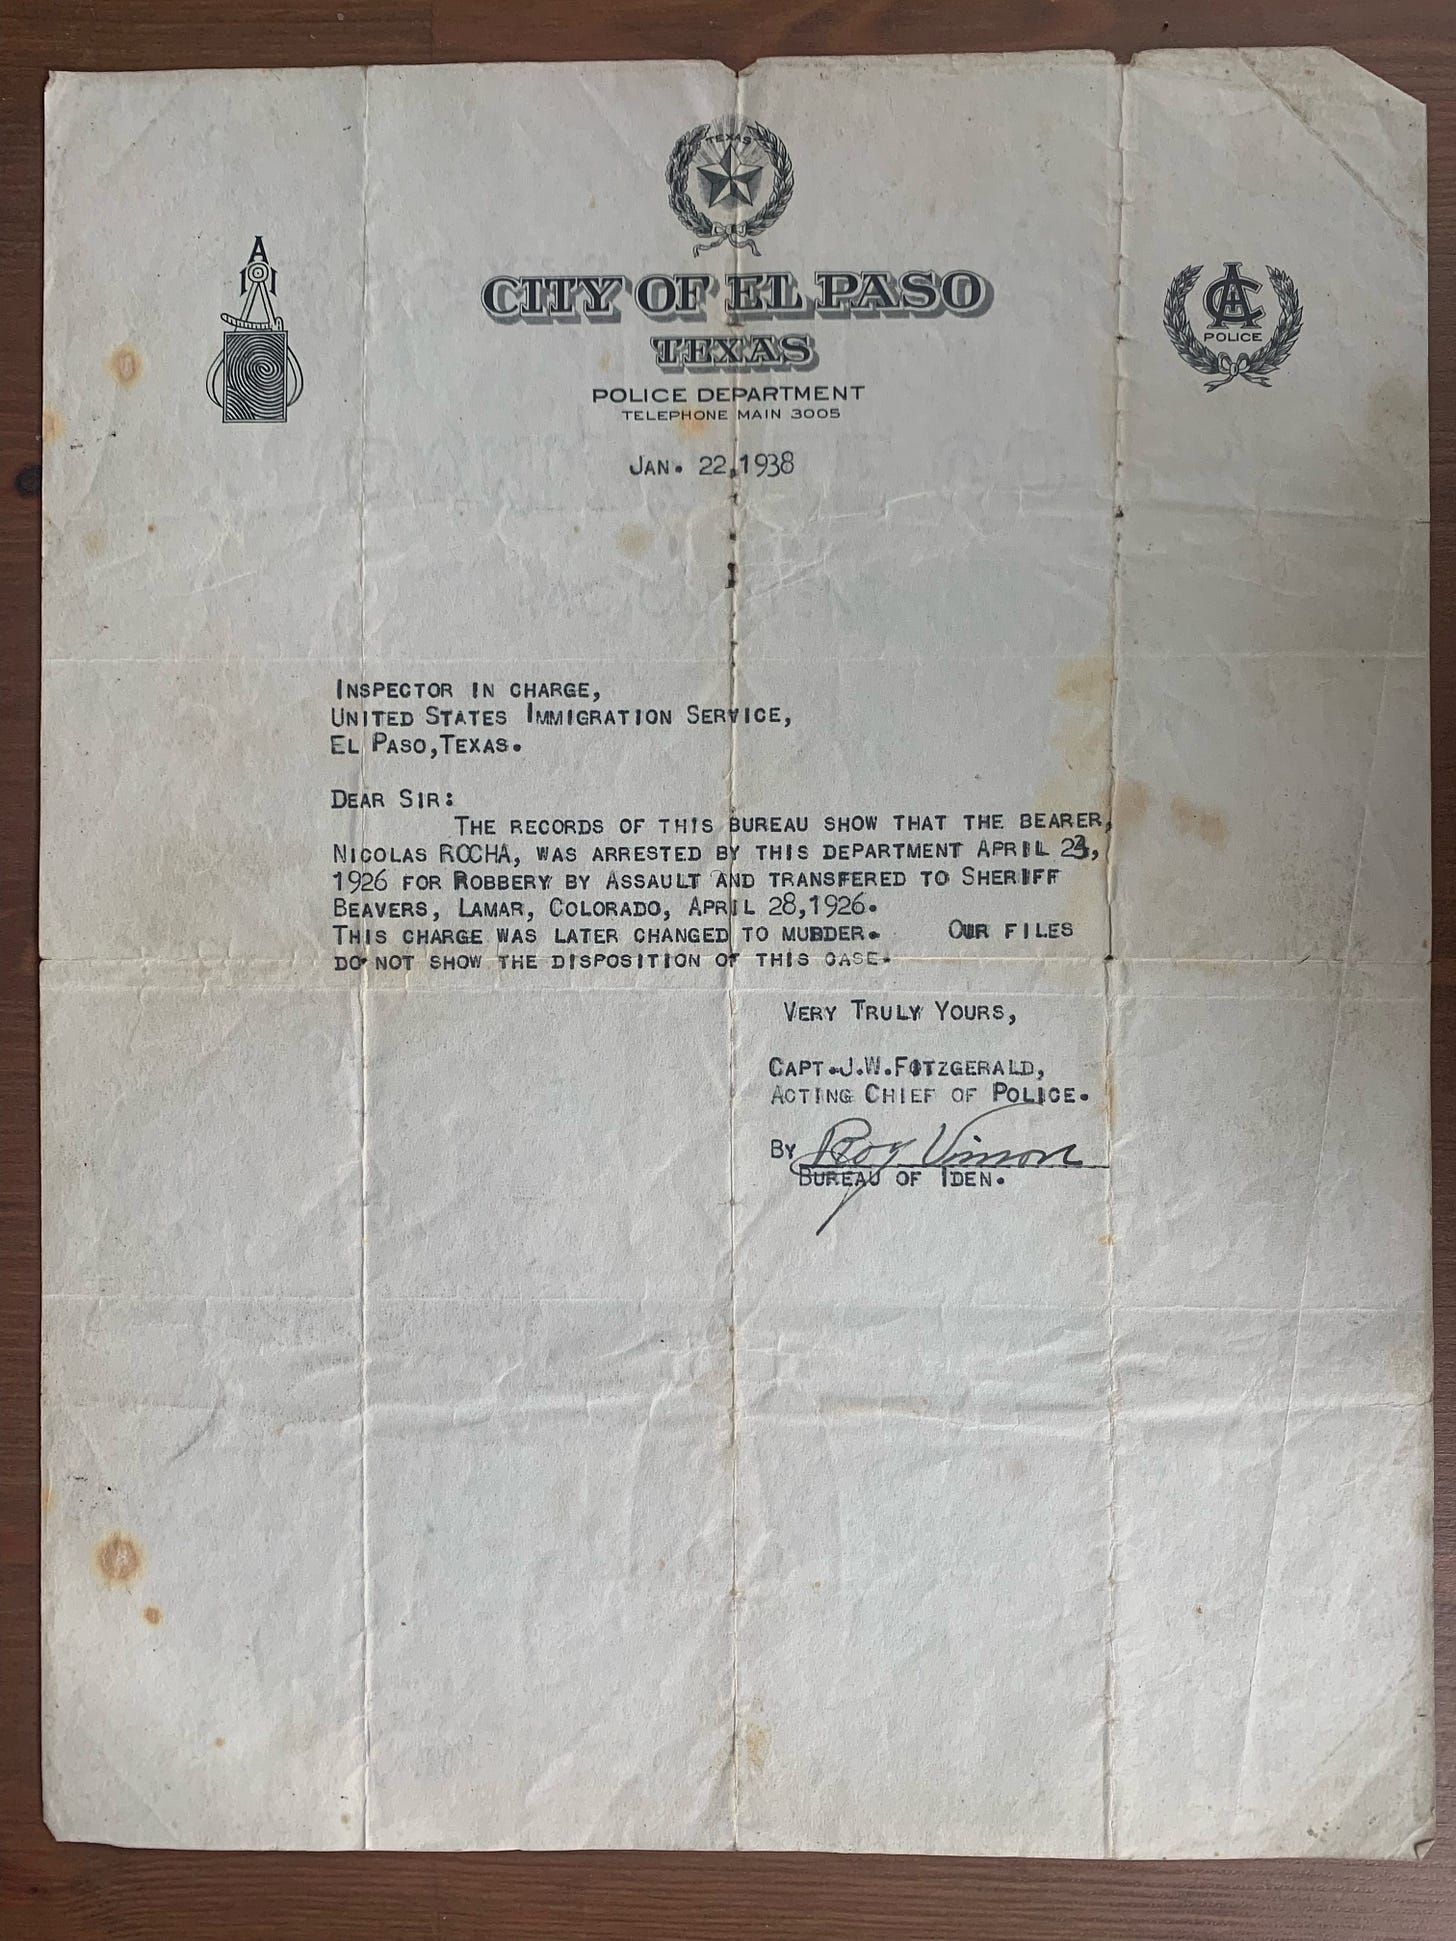 TEXAS
A
I I
CAH
POLICE
CITY OF EL PASO
TEXAS
POLICE DEPARTMENT
TELEPHONE MAIN 3005
JAN. 22,1938
INSPECTOR IN CHARGE,
UNITED STATES IMMIGRATION SERVICE,
EL PASO,TEXAS.
DEAR SIR:
THE RECORDS OF THIS BUREAU SHOW THAT THE BEARER,
NICOLAS ROCHA, WAS ARRESTED BY THIS DEPARTMENT APRIL 23,
1926 FOR ROBBERY BY ASSAULT AND TRANSFERED TO SHERIFF
BEAVERS, LAMAR, COLORADO, APRIL 28,1926.
THIS CHARGE WAS LATER CHANGED TO MURDER. OUR FILES
DO NOT SHOW THE DISPOSITION OF THIS CASE.
VERY TRULY YOURS,
CAPT.J.W.FITZGERALD,
ACTING CHIEF OF POLICE.
BY Roy Vinson
BUREAU OF IDEN.